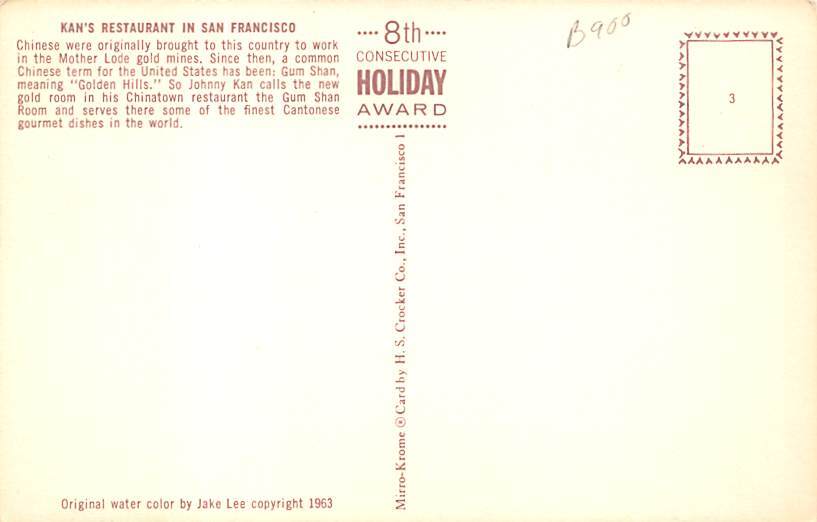 KAN'S RESTAURANT IN SAN FRANCISCO
Chinese were originally brought to this country to work
in the Mother Lode gold mines. Since then, a common
Chinese term for the United States has been: Gum Shan,
meaning "Golden Hills." So Johnny Kan calls the new
gold room in his Chinatown restaurant the Gum Shan
Room and serves there some of the finest Cantonese
gourmet dishes in the world.
8th
CONSECUTIVE
HOLIDAY
AWARD
B900
3
Mirro-Krome ® Card by H. S. Crocker Co., Inc., San Francisco 1
Original water color by Jake Lee copyright 1963